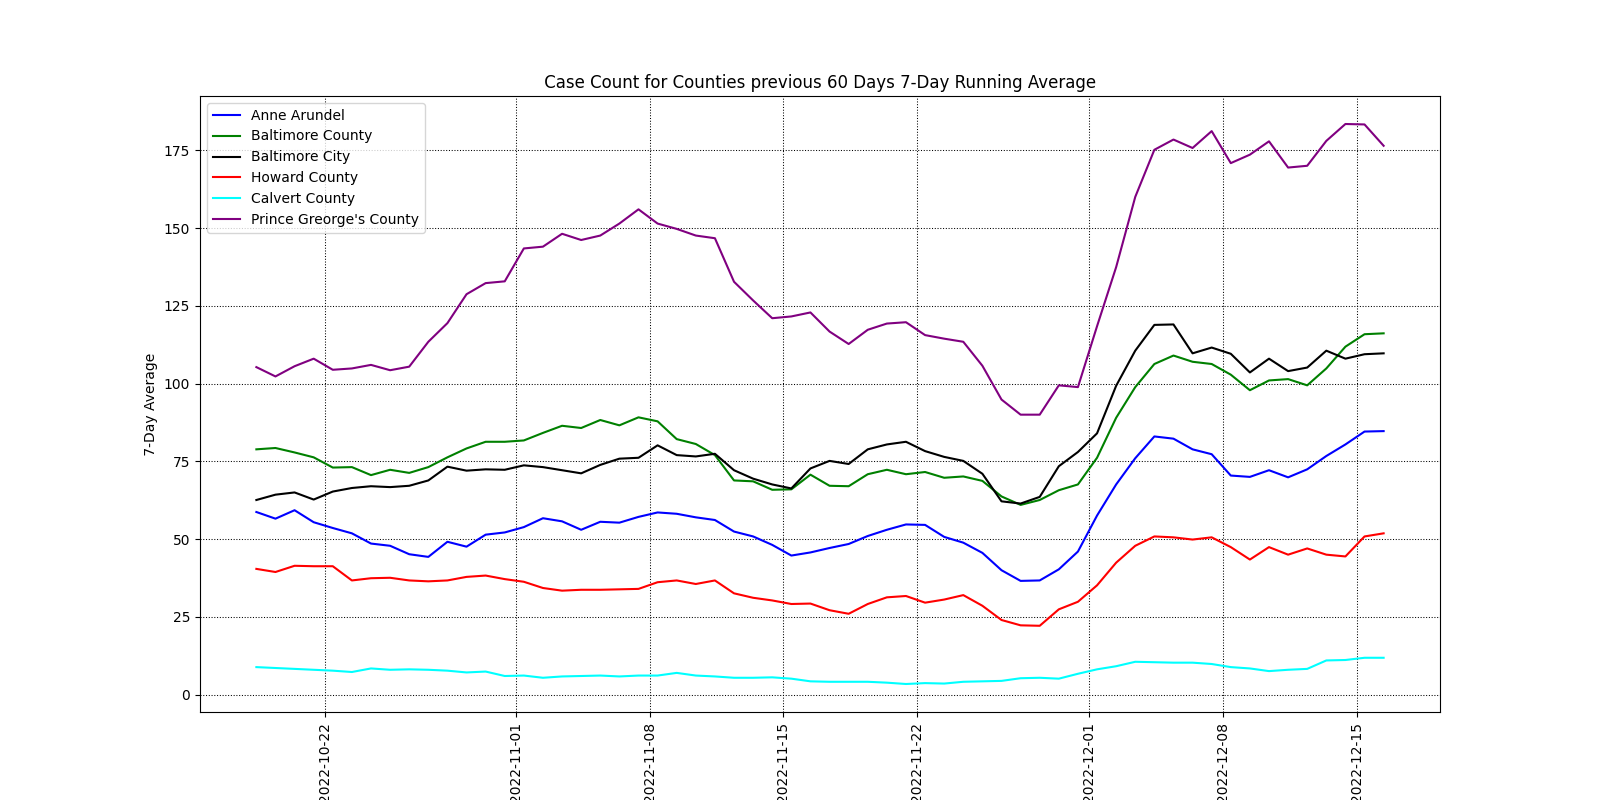 Case Count for Counties previous 60 Days 7-Day Running Average
Anne Arundel
Baltimore County
Baltimore City
Howard County
Calvert County
Prince Greorge's County
7-Day Average
175
150
125
100
75
50
25
0
2022-10-22
2022-11-01
2022-11-08
2022-11-15
2022-11-22
2022-12-01
2022-12-08
2022-12-15